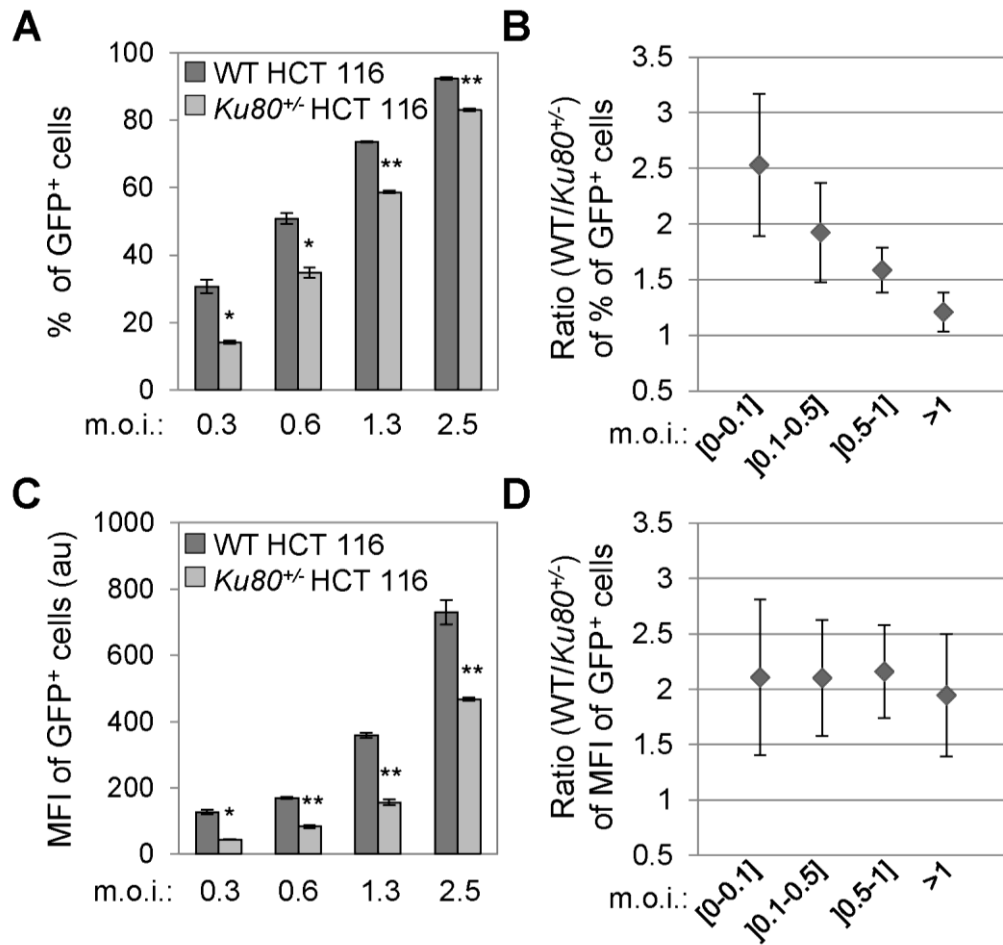 A
% of GFP⁺ cells
100
80
60
40
20
0
WT HCT 116
Ku80⁺/⁻ HCT 116
*
*
**
**
m.o.i.: 0.3 0.6 1.3 2.5
B
Ratio (WT/Ku80⁺/⁻)
of % of GFP⁺ cells
3.5
3
2.5
2
1.5
1
0.5
m.o.i.: [0-0.1] ]0.1-0.5] ]0.5-1] >1
C
MFI of GFP⁺ cells (au)
1000
800
600
400
200
0
WT HCT 116
Ku80⁺/⁻ HCT 116
*
**
**
**
m.o.i.: 0.3 0.6 1.3 2.5
D
Ratio (WT/Ku80⁺/⁻)
of MFI of GFP⁺ cells
3.5
3
2.5
2
1.5
1
0.5
m.o.i.: [0-0.1] ]0.1-0.5] ]0.5-1] >1